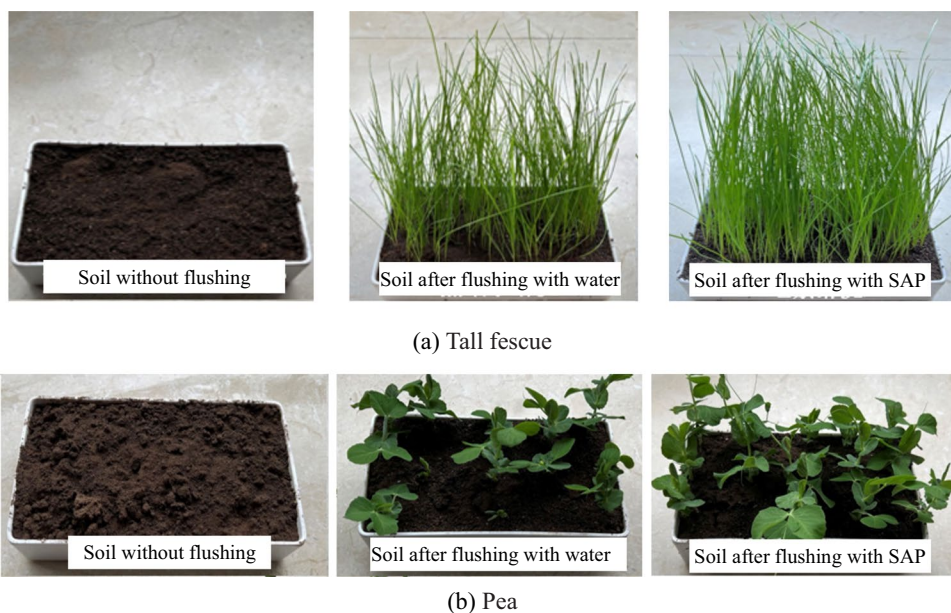 Soil without flushing
Soil after flushing with water
Soil after flushing with SAP
(a) Tall fescue
Soil without flushing
Soil after flushing with water
Soil after flushing with SAP
(b) Pea